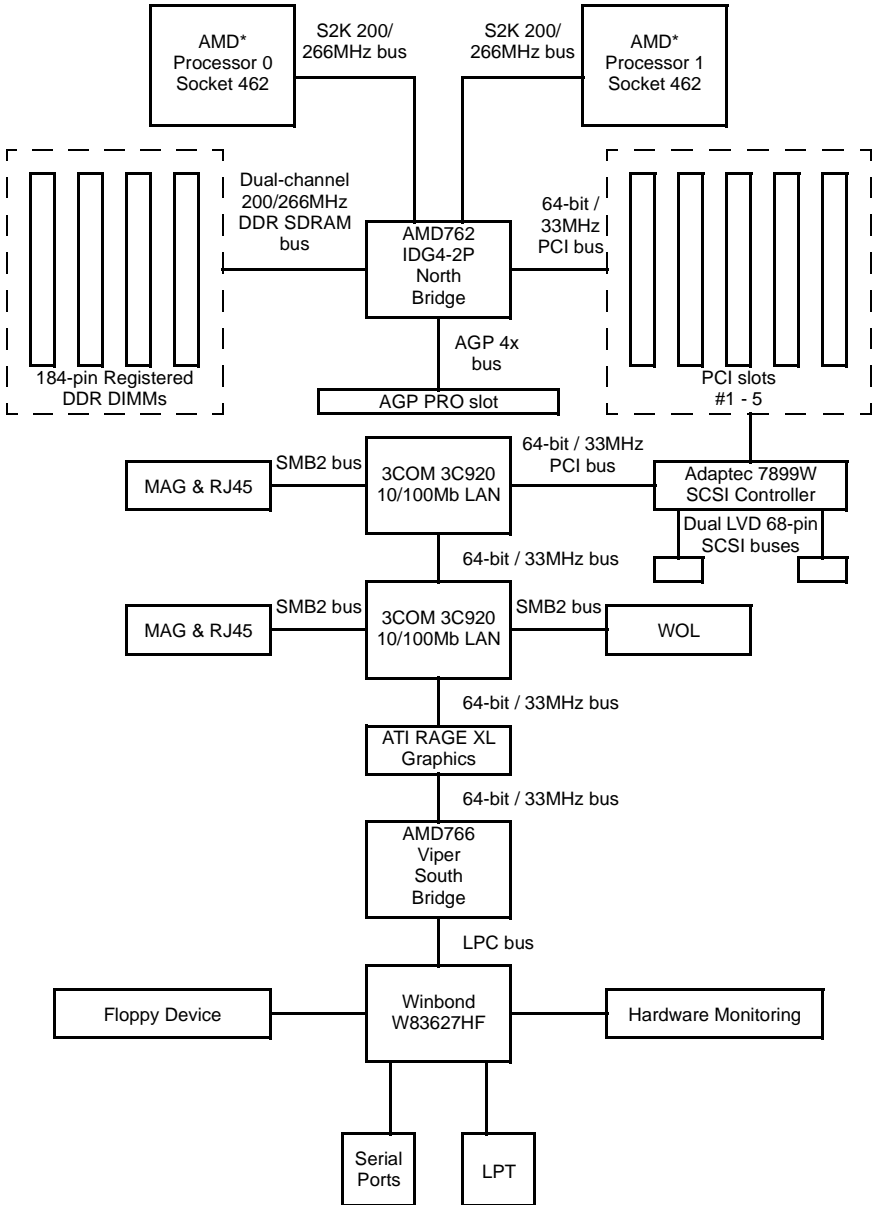 AMD*
Processor 0
Socket 462
S2K 200/
266MHz bus
S2K 200/
266MHz bus
AMD*
Processor 1
Socket 462
Dual-channel
200/266MHz
DDR SDRAM
bus
AMD762
IDG4-2P
North
Bridge
64-bit /
33MHz
PCI bus
184-pin Registered
DDR DIMMs
AGP 4x
bus
AGP PRO slot
PCI slots
#1 - 5
MAG & RJ45
SMB2 bus
3COM 3C920
10/100Mb LAN
64-bit / 33MHz
PCI bus
Adaptec 7899W
SCSI Controller
Dual LVD 68-pin
SCSI buses
64-bit / 33MHz bus
MAG & RJ45
SMB2 bus
3COM 3C920
10/100Mb LAN
SMB2 bus
WOL
64-bit / 33MHz bus
ATI RAGE XL
Graphics
64-bit / 33MHz bus
AMD766
Viper
South
Bridge
LPC bus
Floppy Device
Winbond
W83627HF
Hardware Monitoring
Serial
Ports
LPT